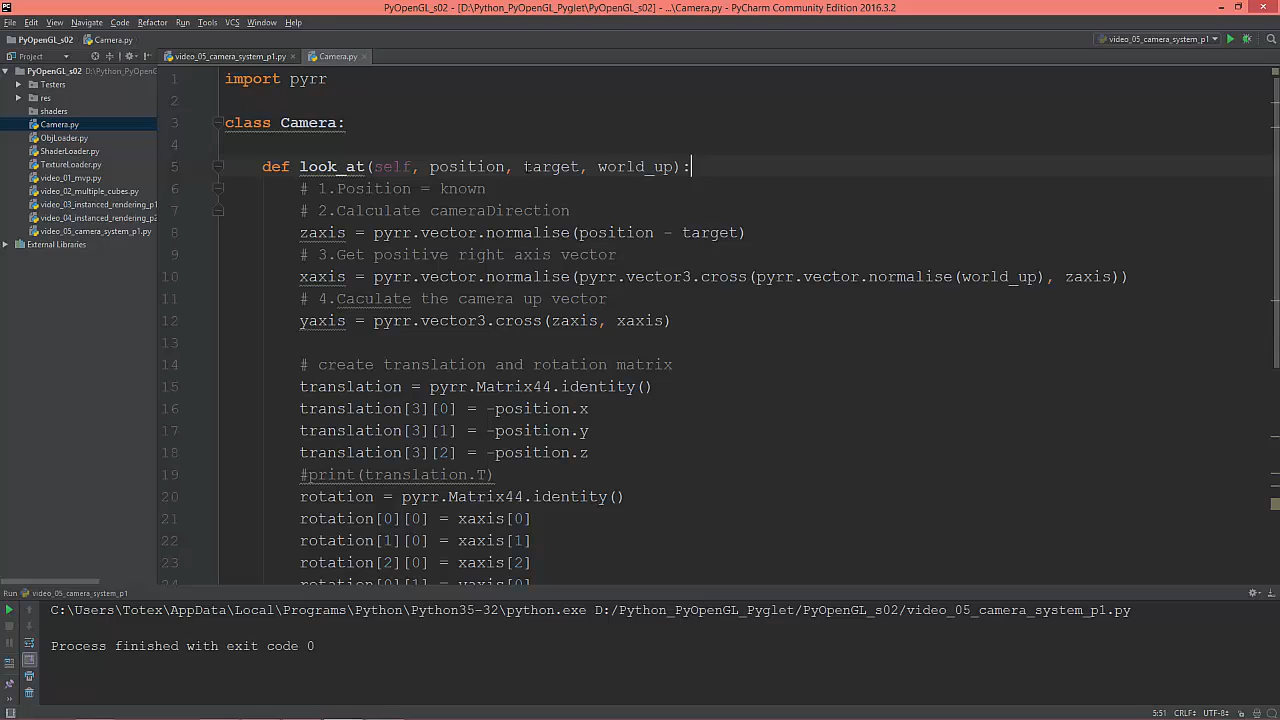 PyOpenGL_s02 - [D:\Python_PyOpenGL_Pyglet\PyOpenGL_s02] - ...\Camera.py - PyCharm Community Edition 2016.3.2
File Edit View Navigate Code Refactor Run Tools VCS Window Help
PyOpenGL_s02 Camera.py video_05_camera_system_p1
Project video_05_camera_system_p1.py Camera.py
PyOpenGL_s02 D:\Python_PyOpen
Testers
res
shaders
Camera.py
ObjLoader.py
ShaderLoader.py
TextureLoader.py
video_01_mvp.py
video_02_multiple_cubes.py
video_03_instanced_rendering_p1
video_04_instanced_rendering_p2
video_05_camera_system_p1.py
External Libraries
1 import pyrr
2
3 class Camera:
4
5 def look_at(self, position, target, world_up):
6 # 1.Position = known
7 # 2.Calculate cameraDirection
8 zaxis = pyrr.vector.normalise(position - target)
9 # 3.Get positive right axis vector
10 xaxis = pyrr.vector.normalise(pyrr.vector3.cross(pyrr.vector.normalise(world_up), zaxis))
11 # 4.Caculate the camera up vector
12 yaxis = pyrr.vector3.cross(zaxis, xaxis)
13
14 # create translation and rotation matrix
15 translation = pyrr.Matrix44.identity()
16 translation[3][0] = -position.x
17 translation[3][1] = -position.y
18 translation[3][2] = -position.z
19 #print(translation.T)
20 rotation = pyrr.Matrix44.identity()
21 rotation[0][0] = xaxis[0]
22 rotation[1][0] = xaxis[1]
23 rotation[2][0] = xaxis[2]
24 rotation[0][1] = yaxis[0]
Run video_05_camera_system_p1
C:\Users\Totex\AppData\Local\Programs\Python\Python35-32\python.exe D:/Python_PyOpenGL_Pyglet/PyOpenGL_s02/video_05_camera_system_p1.py
Process finished with exit code 0
5:51 CRLF÷ UTF-8÷